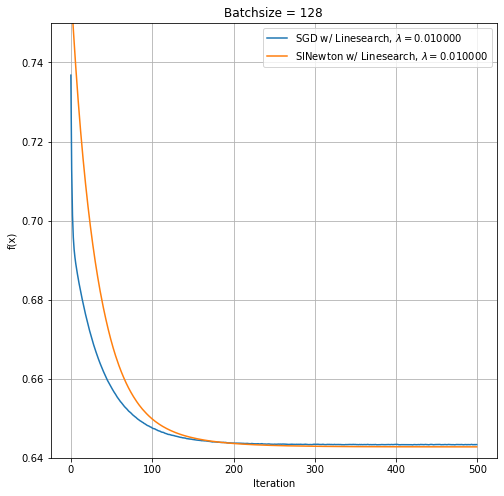 Batchsize = 128
SGD w/ Linesearch, λ = 0.010000
SINewton w/ Linesearch, λ = 0.010000
f(x)
0.74
0.72
0.70
0.68
0.66
0.64
0 100 200 300 400 500
Iteration